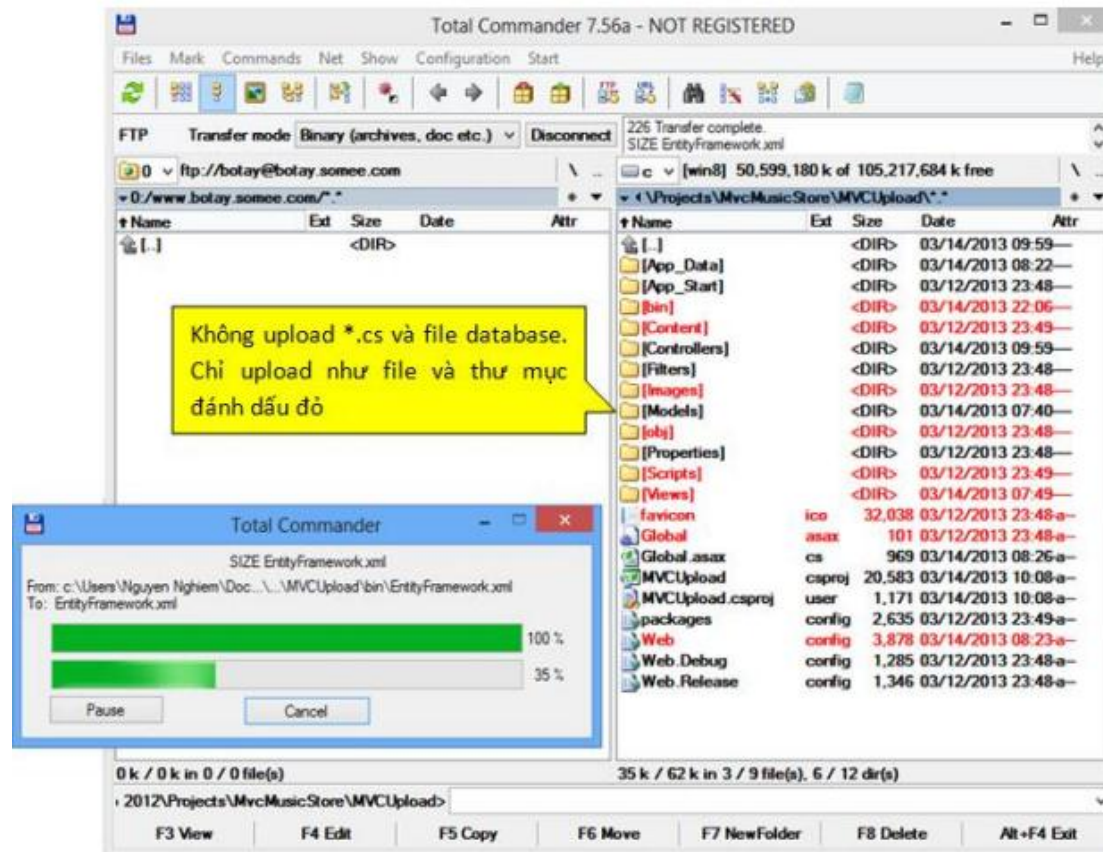 Total Commander 7.56a - NOT REGISTERED
Files Mark Commands Net Show Configuration Start Help
FTP Transfer mode Binary (archives, doc etc.) Disconnect
226 Transfer complete.
SIZE EntityFramework.xml
0 ftp://botay@botay.somee.com \ ..
c [win8] 50,599,180 k of 105,217,684 k free \ ..
0:/www.botay.somee.com/*.*
\Projects\MvcMusicStore\MVCUpload\*.*
Name Ext Size Date Attr
[..] <DIR>
Name Ext Size Date Attr
[..] <DIR> 03/14/2013 09:59----
[App_Data] <DIR> 03/14/2013 08:22----
[App_Start] <DIR> 03/12/2013 23:48----
[bin] <DIR> 03/14/2013 22:06----
[Content] <DIR> 03/12/2013 23:49----
[Controllers] <DIR> 03/14/2013 09:59----
[Filters] <DIR> 03/12/2013 23:48----
[Images] <DIR> 03/12/2013 23:48----
[Models] <DIR> 03/14/2013 07:40----
[obj] <DIR> 03/12/2013 23:48----
[Properties] <DIR> 03/12/2013 23:48----
[Scripts] <DIR> 03/12/2013 23:49----
[Views] <DIR> 03/14/2013 07:49----
favicon ico 32,038 03/12/2013 23:48-a--
Global asax 101 03/12/2013 23:48-a--
Global.asax cs 969 03/14/2013 08:26-a--
MVCUpload csproj 20,583 03/14/2013 10:08-a--
MVCUpload.csproj user 1,171 03/14/2013 10:08-a--
packages config 2,635 03/12/2013 23:49-a--
Web config 3,878 03/14/2013 08:23-a--
Web.Debug config 1,285 03/12/2013 23:48-a--
Web.Release config 1,346 03/12/2013 23:48-a--
Không upload *.cs và file database.
Chỉ upload như file và thư mục
đánh dấu đỏ
Total Commander
SIZE EntityFramework.xml
From: c:\Users\Nguyen Nghiem\Doc...\...\MVCUpload\bin\EntityFramework.xml
To: EntityFramework.xml
100 %
35 %
Pause Cancel
0 k / 0 k in 0 / 0 file(s)
35 k / 62 k in 3 / 9 file(s), 6 / 12 dir(s)
2012\Projects\MvcMusicStore\MVCUpload>
F3 View F4 Edit F5 Copy F6 Move F7 NewFolder F8 Delete Alt+F4 Exit